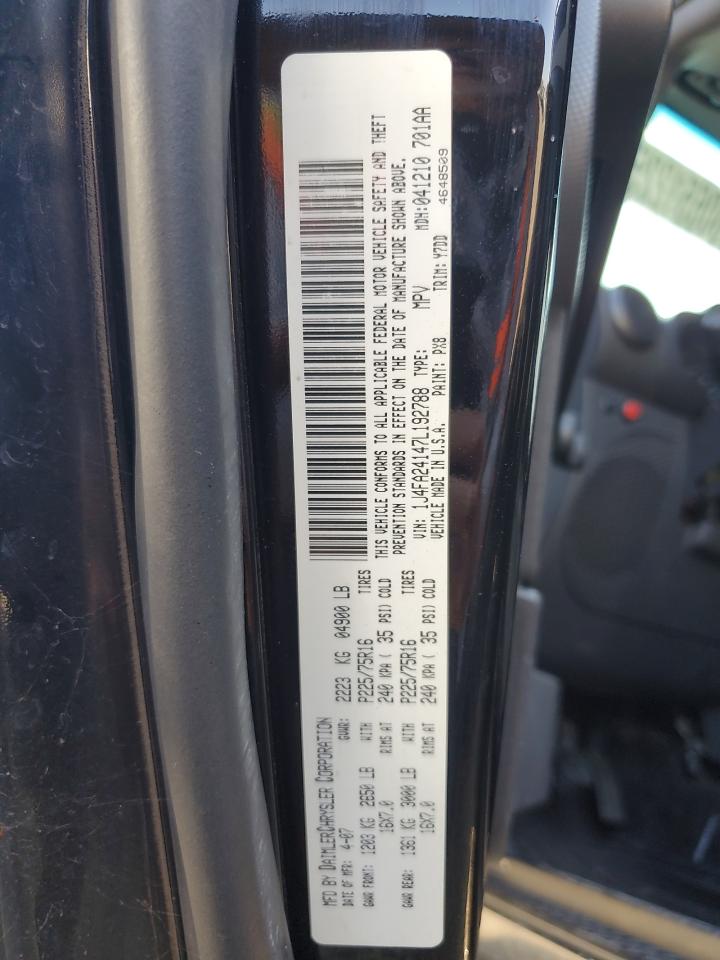 MFD BY DAIMLERCHRYSLER CORPORATION
DATE OF MFR: 4-07 GVWR: 2223 KG 04900 LB
GAWR FRONT: 1203 KG 2650 LB WITH P225/75R16 TIRES
16X7.0 RIMS AT 240 KPA ( 35 PSI) COLD
GAWR REAR: 1361 KG 3000 LB WITH P225/75R16 TIRES
16X7.0 RIMS AT 240 KPA ( 35 PSI) COLD
THIS VEHICLE CONFORMS TO ALL APPLICABLE FEDERAL MOTOR VEHICLE SAFETY AND THEFT
PREVENTION STANDARDS IN EFFECT ON THE DATE OF MANUFACTURE SHOWN ABOVE.
VIN: 1J4FA24147L192788 TYPE: MPV MDH:041210 701AA
VEHICLE MADE IN U.S.A. PAINT: PX8 TRIM: Y7DD 4648509